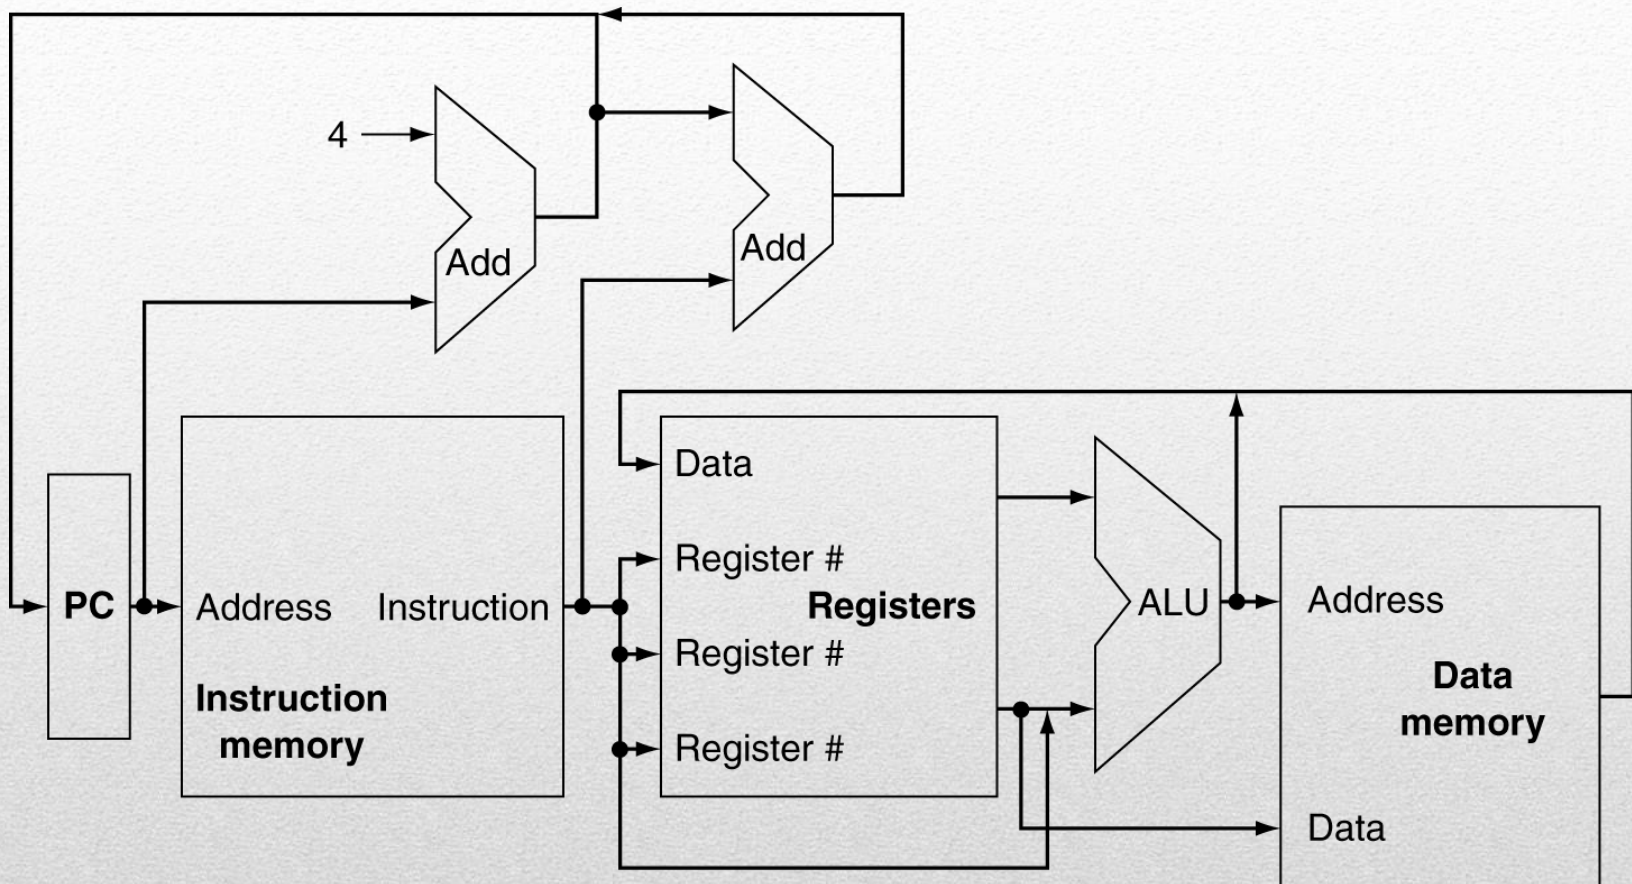 4
Add
Add
Data
Register #
PC
Address
Instruction
Registers
ALU
Address
Register #
Instruction
memory
Data
memory
Register #
Data